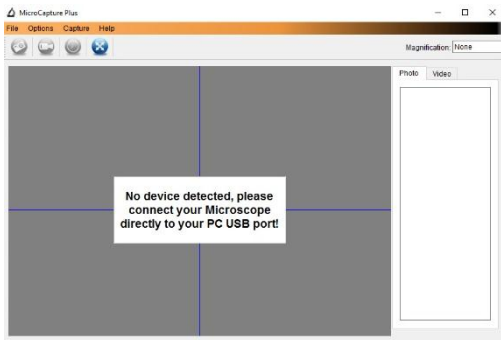 MicroCapture Plus
File Options Capture Help
Magnification: None
Photo Video
No device detected, please
connect your Microscope
directly to your PC USB port!